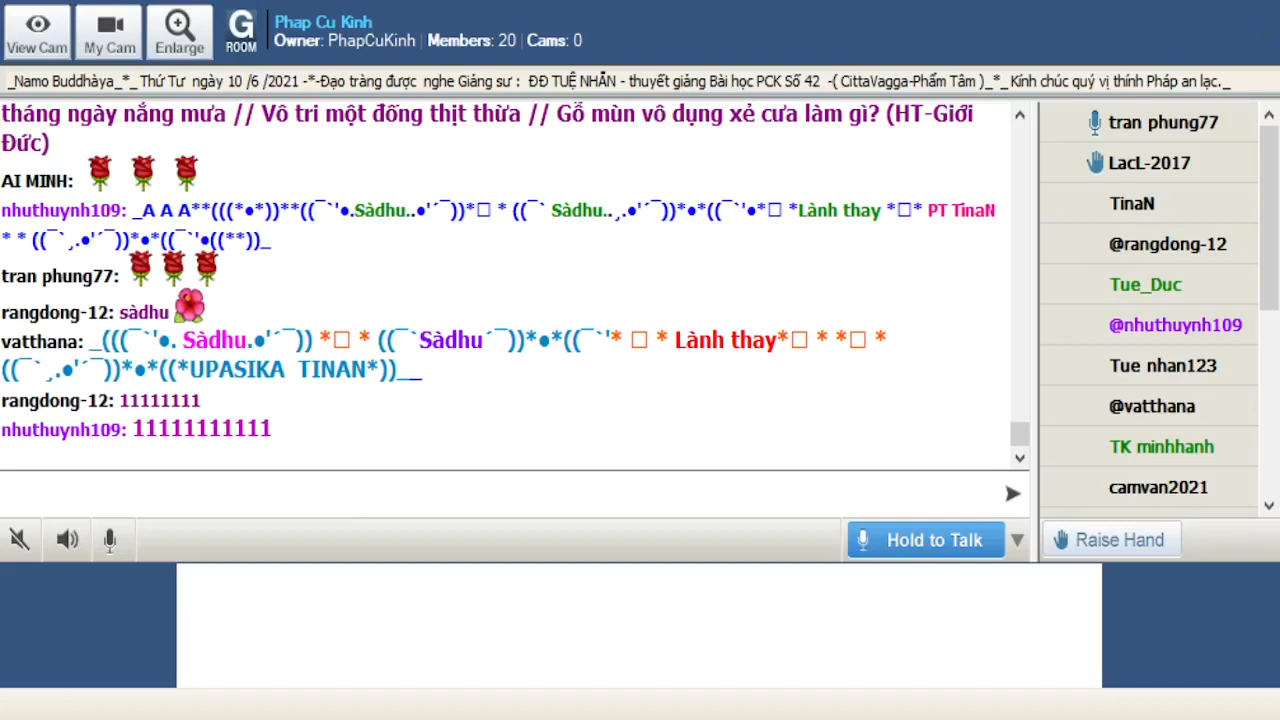 View Cam
My Cam
Enlarge
G
ROOM
Phap Cu Kinh
Owner: PhapCuKinh | Members: 20 | Cams: 0
_Namo Buddhàya_*_ Thứ Tư ngày 10 /6 /2021 -*-Đạo tràng được nghe Giảng sư : ĐĐ TUỆ NHẪN - thuyết giảng Bài học PCK Số 42 -( CittaVagga-Phẩm Tâm )_*_Kính chúc quý vị thính Pháp an lạc._
tháng ngày nắng mưa // Vô tri một đống thịt thừa // Gỗ mùn vô dụng xẻ cưa làm gì? (HT-Giới
Đức)
AI MINH:
nhuthuynh109: _A A A**(((*●*))**((¯`'●.Sàdhu..●'´¯))*□ * ((¯` Sàdhu..¸.●'´¯))*●*((¯`'●*□ *Lành thay *□* PT TinaN
* * ((¯`¸.●'´¯))*●*((¯`'●((**))_
tran phung77:
rangdong-12: sàdhu
vatthana: _(((¯`'●. Sàdhu.●'´¯)) *□ * ((¯`Sàdhu´¯))*●*((¯`'* □ * Lành thay*□ * *□ *
((¯`¸.●'´¯))*●*((*UPASIKA TINAN*))__
rangdong-12: 11111111
nhuthuynh109: 11111111111
tran phung77
LacL-2017
TinaN
@rangdong-12
Tue_Duc
@nhuthuynh109
Tue nhan123
@vatthana
TK minhhanh
camvan2021
Hold to Talk
Raise Hand